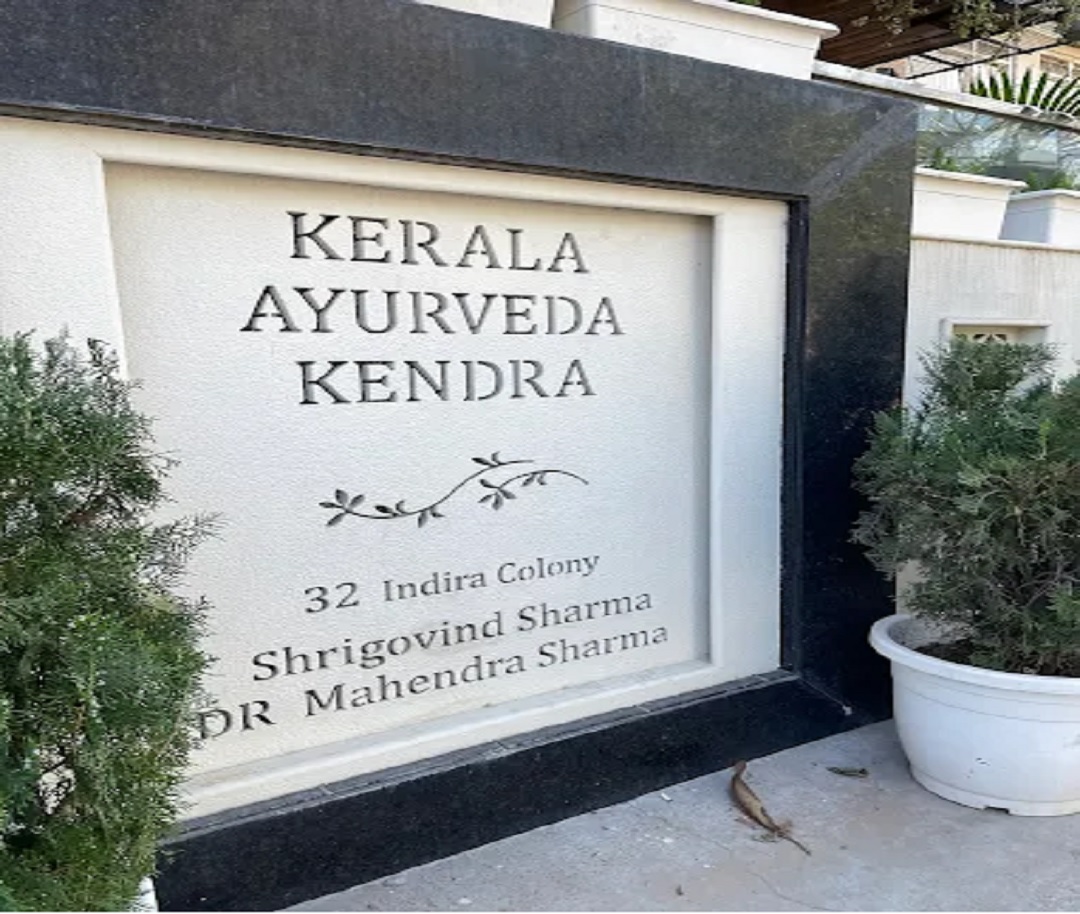 KERALA
AYURVEDA
KENDRA
32 Indira Colony
Shrigovind Sharma
DR Mahendra Sharma